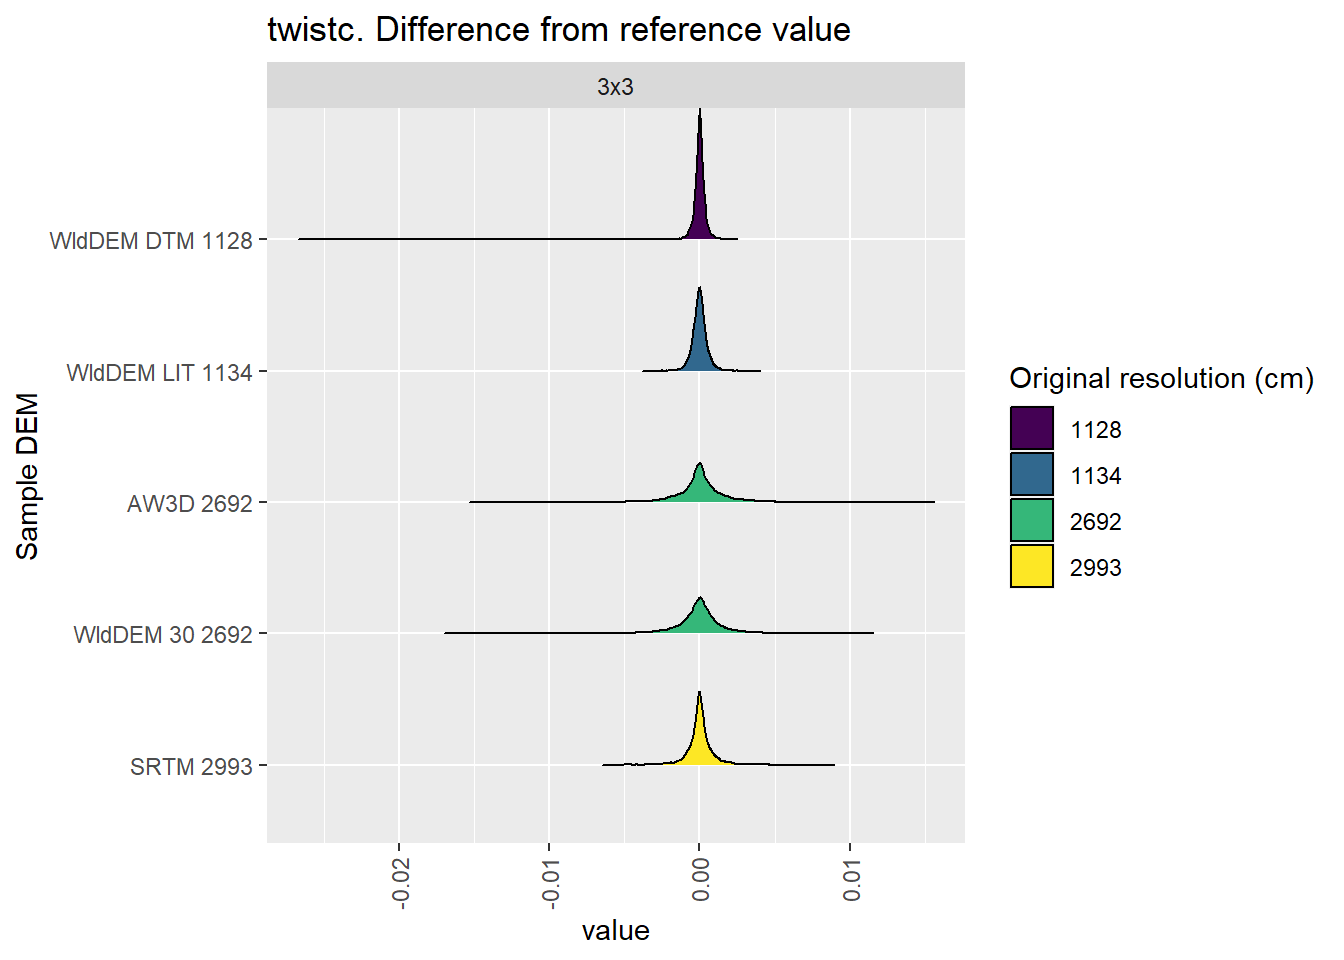 twistc. Difference from reference value
3x3
Sample DEM
WldDEM DTM 1128
WldDEM LIT 1134
AW3D 2692
WldDEM 30 2692
SRTM 2993
-0.02
-0.01
0.00
0.01
value
Original resolution (cm)
1128
1134
2692
2993